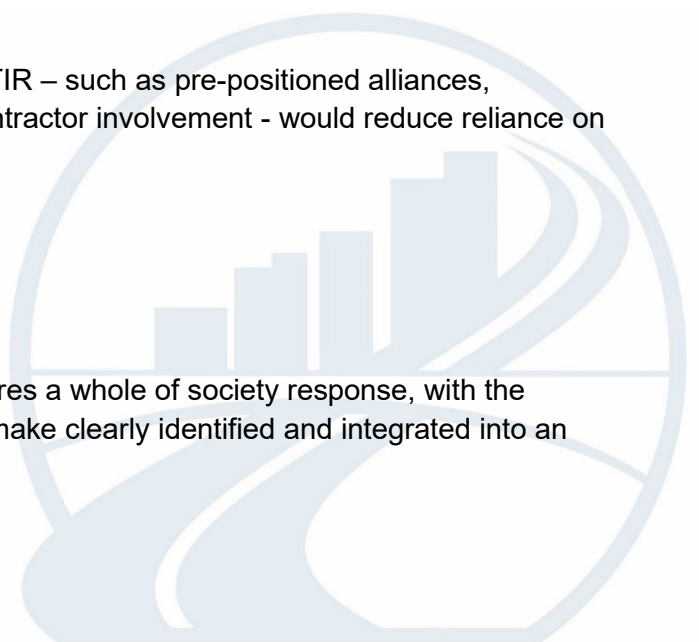 TIR – such as pre-positioned alliances,
ntractor involvement - would reduce reliance on
res a whole of society response, with the
make clearly identified and integrated into an